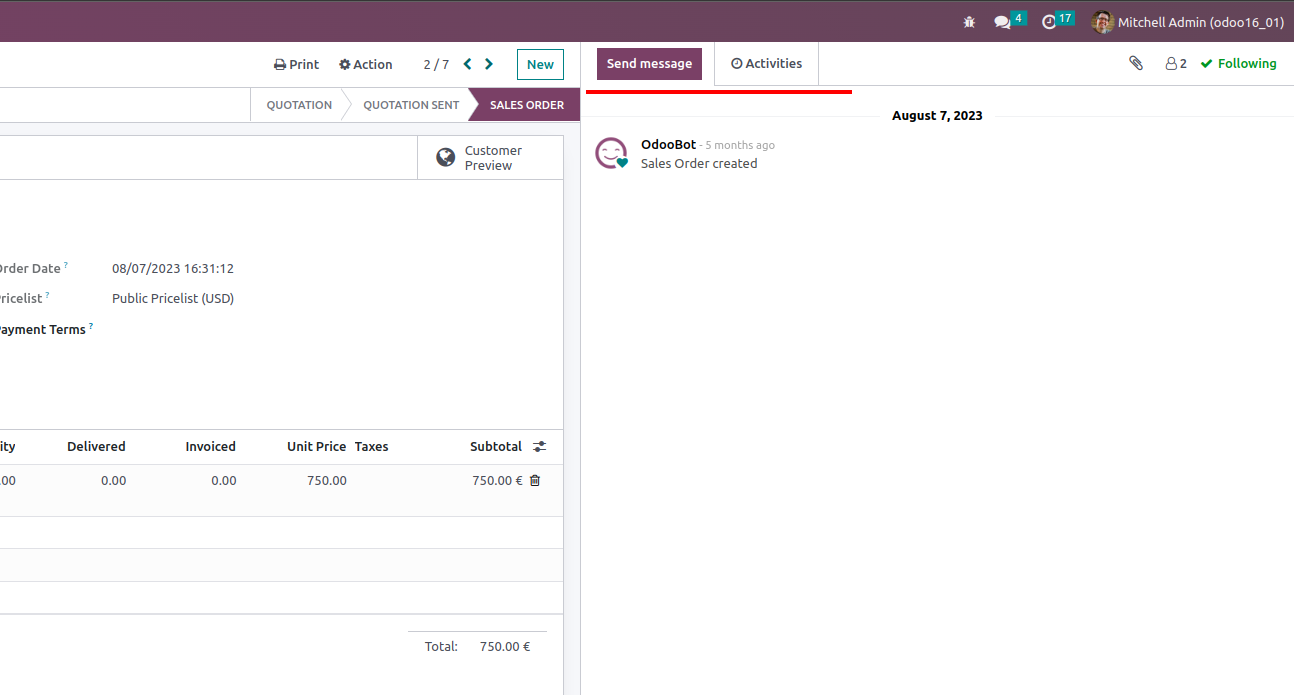 4 17 Mitchell Admin (odoo16_01)
Print Action 2 / 7 New
Send message Activities 2 Following
QUOTATION QUOTATION SENT SALES ORDER
August 7, 2023
Customer
Preview
OdooBot - 5 months ago
Sales Order created
Order Date ? 08/07/2023 16:31:12
Pricelist ? Public Pricelist (USD)
Payment Terms ?
ity Delivered Invoiced Unit Price Taxes Subtotal
.00 0.00 0.00 750.00 750.00 €
Total: 750.00 €